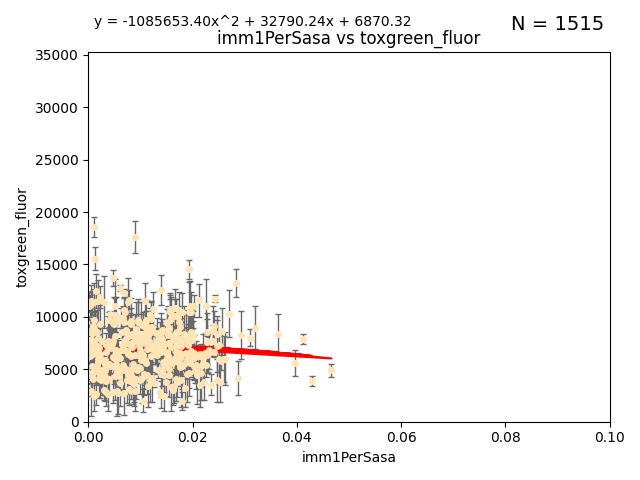 y = -1085653.40x^2 + 32790.24x + 6870.32
N = 1515
imm1PerSasa vs toxgreen_fluor
35000
30000
25000
20000
15000
10000
5000
0
toxgreen_fluor
0.00 0.02 0.04 0.06 0.08 0.10
imm1PerSasa